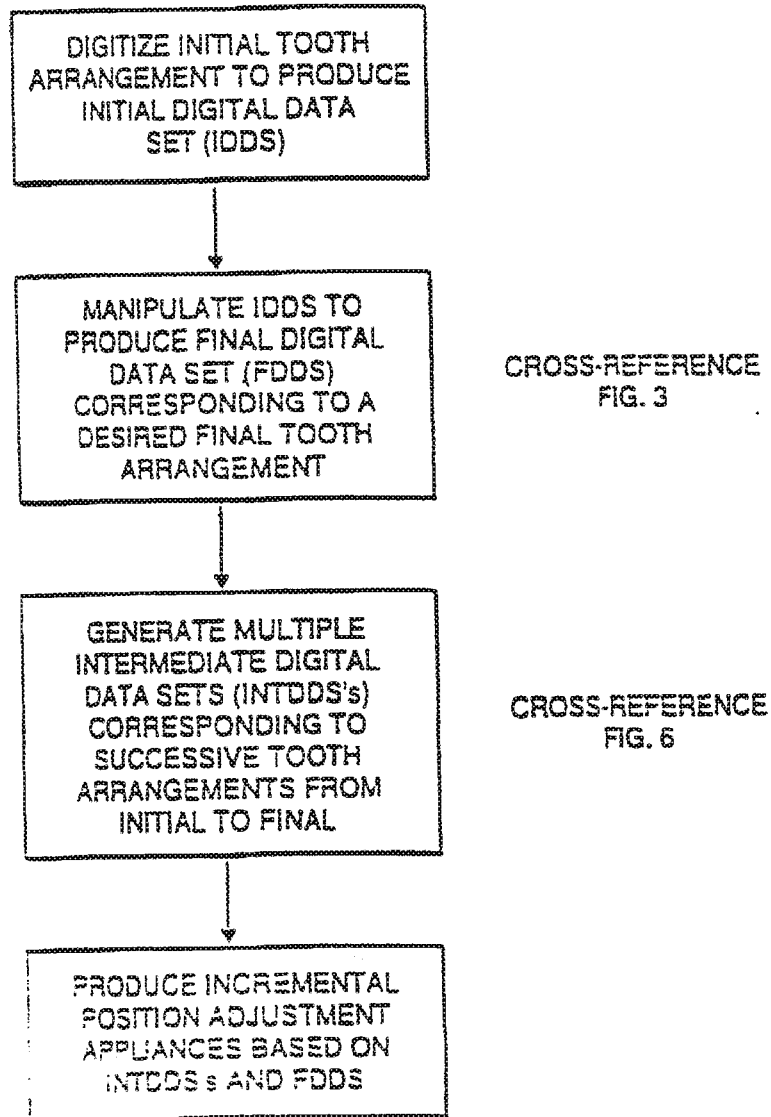 DIGITIZE INITIAL TOOTH
ARRANGEMENT TO PRODUCE
INITIAL DIGITAL DATA
SET (IDDS)
MANIPULATE IDDS TO
PRODUCE FINAL DIGITAL
DATA SET (FDDS)
CORRESPONDING TO A
DESIRED FINAL TOOTH
ARRANGEMENT
CROSS-REFERENCE
FIG. 3
GENERATE MULTIPLE
INTERMEDIATE DIGITAL
DATA SETS (INTDDS's)
CORRESPONDING TO
SUCCESSIVE TOOTH
ARRANGEMENTS FROM
INITIAL TO FINAL
CROSS-REFERENCE
FIG. 6
PRODUCE INCREMENTAL
POSITION ADJUSTMENT
APPLIANCES BASED ON
INTDDS's AND FDDS